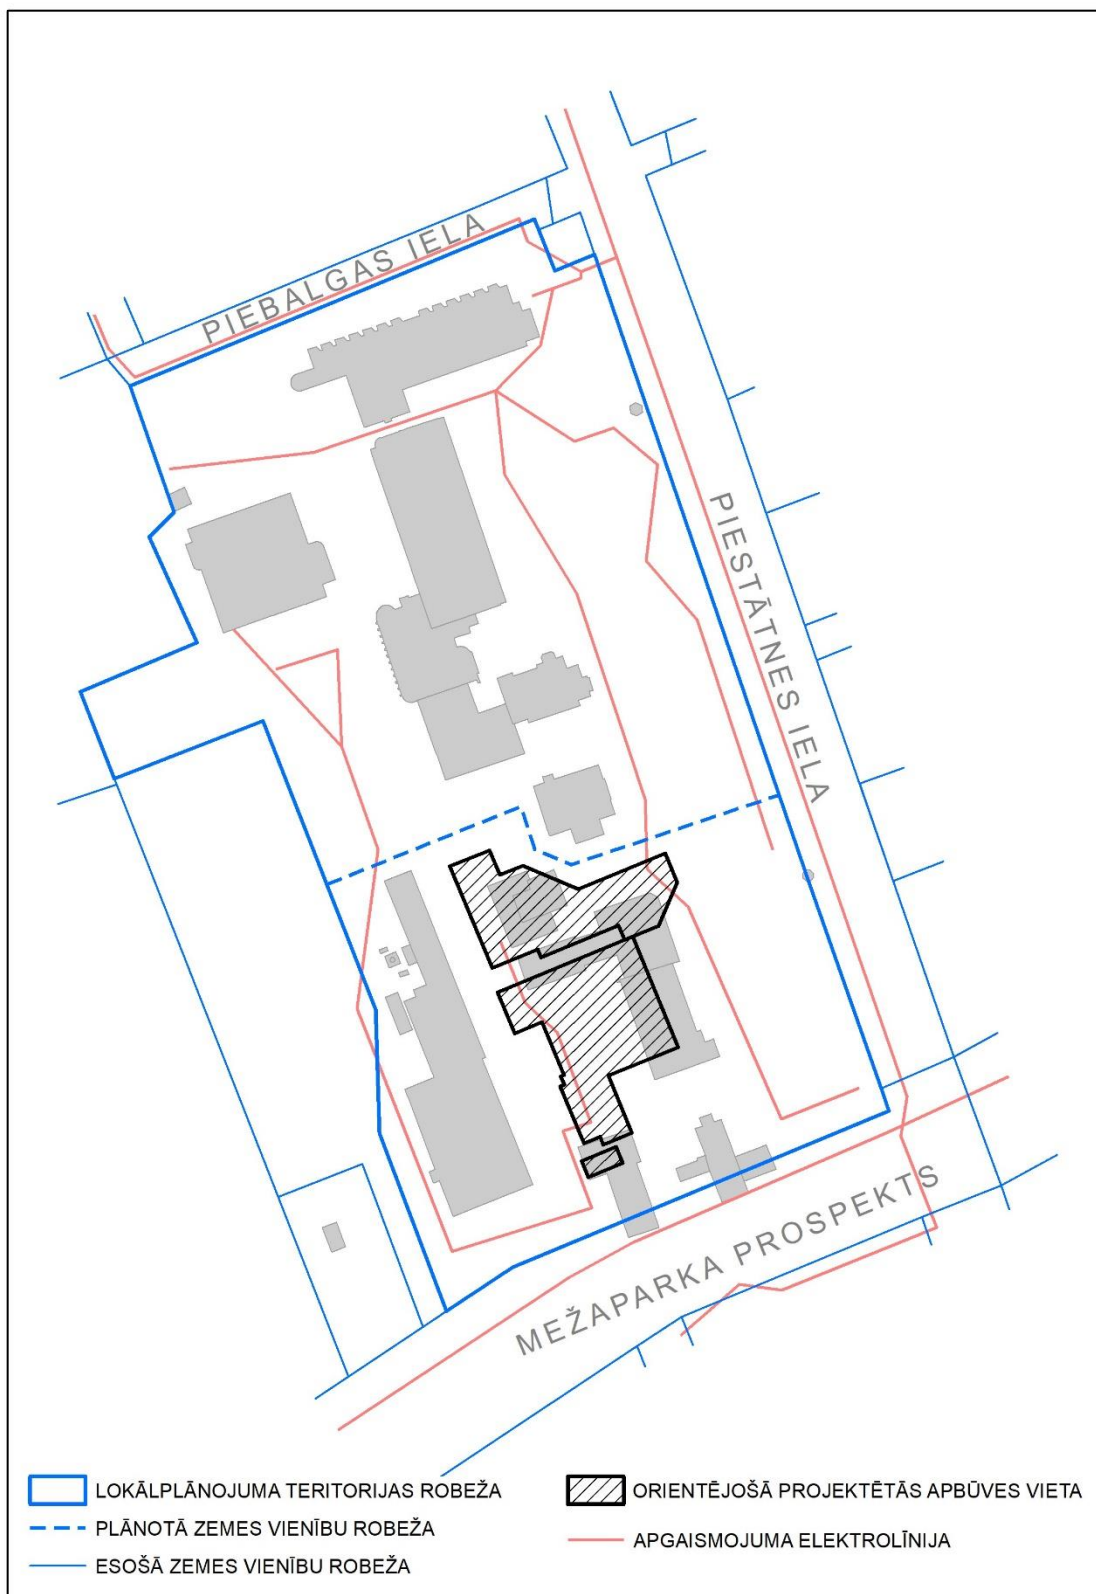 PIEBALGAS IELA
PIESTĀTNES IELA
MEŽAPARKA PROSPEKTS
LOKĀLPLĀNOJUMA TERITORIJAS ROBEŽA
PLĀNOTĀ ZEMES VIENĪBU ROBEŽA
ESOŠĀ ZEMES VIENĪBU ROBEŽA
ORIENTĒJOŠĀ PROJEKTĒTĀS APBŪVES VIETA
APGAISMOJUMA ELEKTROLĪNIJA